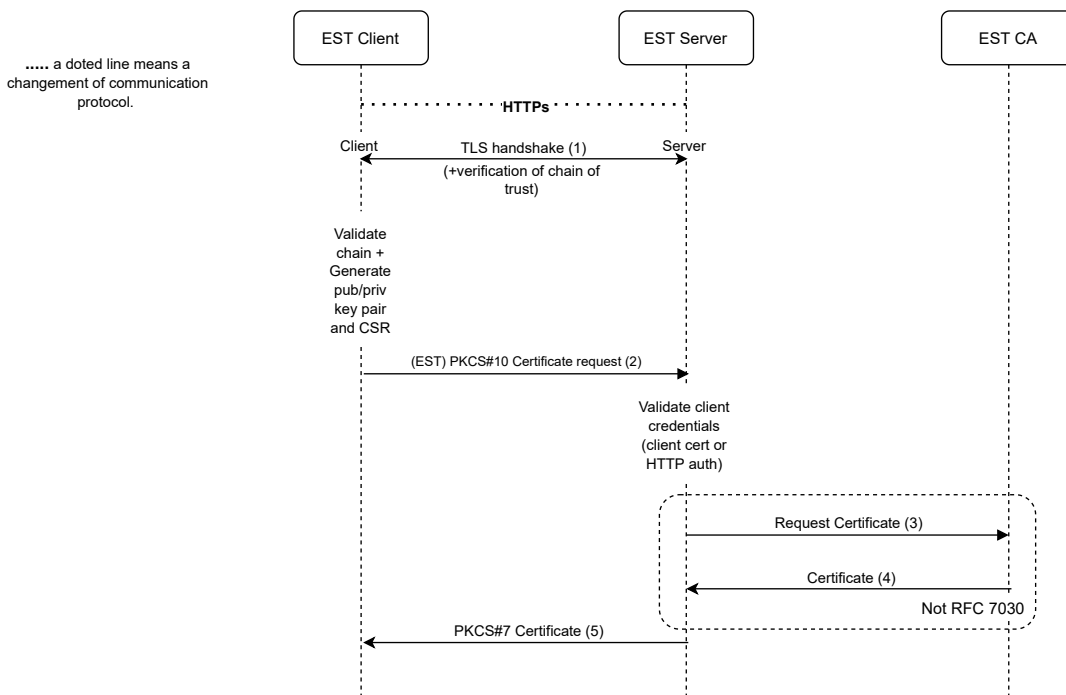 EST Client
EST Server
EST CA
..... a doted line means a
changement of communication
protocol.
HTTPs
Client
TLS handshake (1)
Server
(+verification of chain of
trust)
Validate
chain +
Generate
pub/priv
key pair
and CSR
(EST) PKCS#10 Certificate request (2)
Validate client
credentials
(client cert or
HTTP auth)
Request Certificate (3)
Certificate (4)
Not RFC 7030
PKCS#7 Certificate (5)